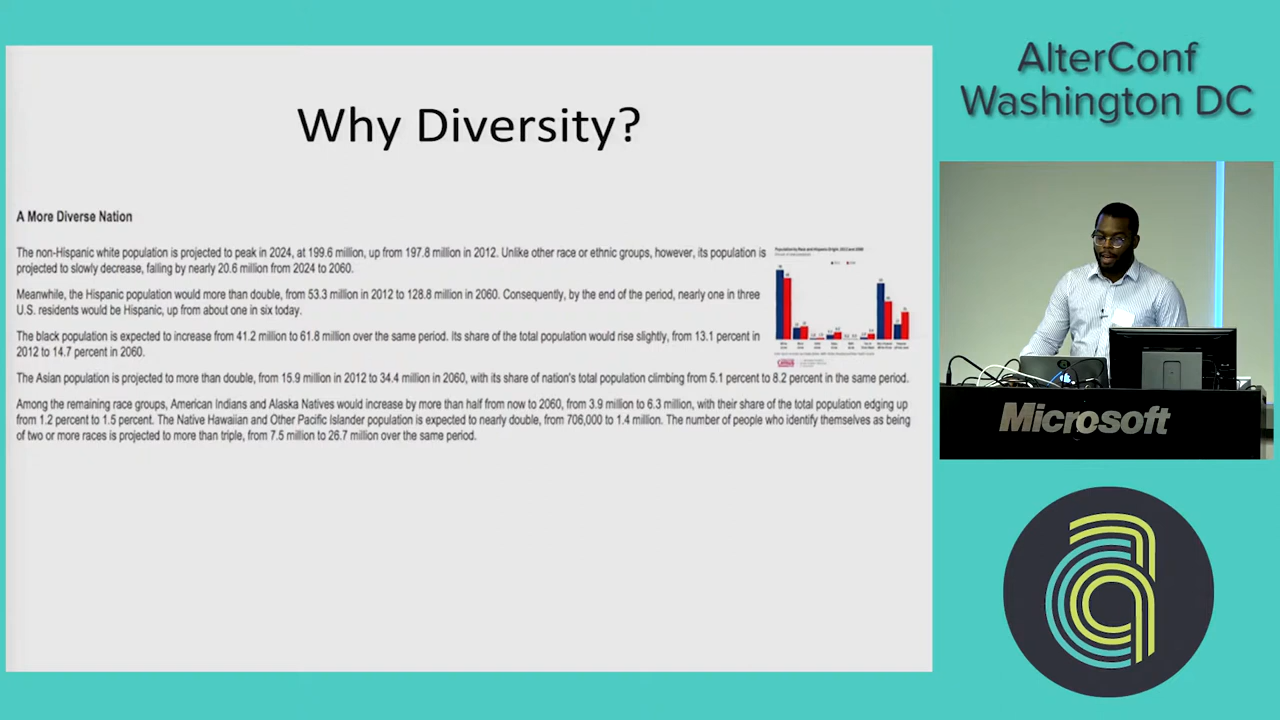 Why Diversity?
A More Diverse Nation
The non-Hispanic white population is projected to peak in 2024, at 199.6 million, up from 197.8 million in 2012. Unlike other race or ethnic groups, however, its population is
projected to slowly decrease, falling by nearly 20.6 million from 2024 to 2060.
Meanwhile, the Hispanic population would more than double, from 53.3 million in 2012 to 128.8 million in 2060. Consequently, by the end of the period, nearly one in three
U.S. residents would be Hispanic, up from about one in six today.
The black population is expected to increase from 41.2 million to 61.8 million over the same period. Its share of the total population would rise slightly, from 13.1 percent in
2012 to 14.7 percent in 2060.
The Asian population is projected to more than double, from 15.9 million in 2012 to 34.4 million in 2060, with its share of nation's total population climbing from 5.1 percent to 8.2 percent in the same period.
Among the remaining race groups, American Indians and Alaska Natives would increase by more than half from now to 2060, from 3.9 million to 6.3 million, with their share of the total population edging up
from 1.2 percent to 1.5 percent. The Native Hawaiian and Other Pacific Islander population is expected to nearly double, from 706,000 to 1.4 million. The number of people who identify themselves as being
of two or more races is projected to more than triple, from 7.5 million to 26.7 million over the same period.
AlterConf
Washington DC
Microsoft